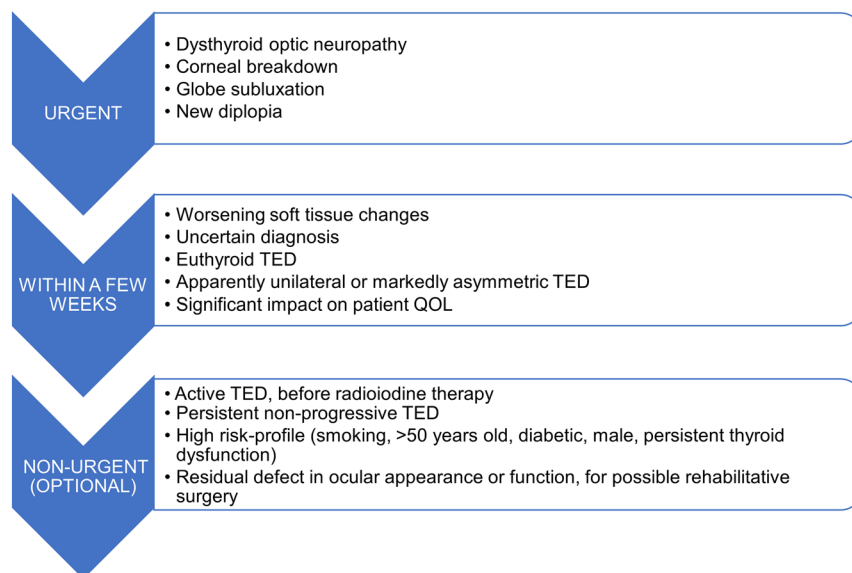 URGENT
• Dysthyroid optic neuropathy
• Corneal breakdown
• Globe subluxation
• New diplopia
WITHIN A FEW
WEEKS
• Worsening soft tissue changes
• Uncertain diagnosis
• Euthyroid TED
• Apparently unilateral or markedly asymmetric TED
• Significant impact on patient QOL
NON-URGENT
(OPTIONAL)
• Active TED, before radioiodine therapy
• Persistent non-progressive TED
• High risk-profile (smoking, >50 years old, diabetic, male, persistent thyroid
dysfunction)
• Residual defect in ocular appearance or function, for possible rehabilitative
surgery